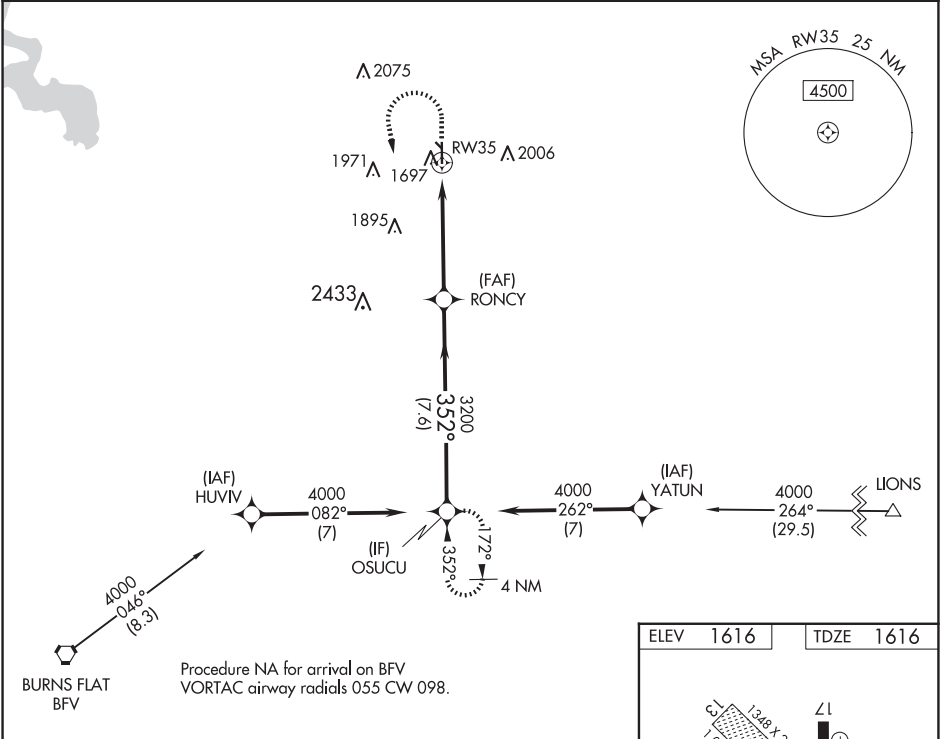 MSA RW35 25 NM
4500
2075
RW35
2006
1971
1697
1895
(FAF)
RONCY
2433
3200
352°
(7.6)
(IAF)
HUVIV
4000
082°
(7)
(IF)
OSUCU
4000
262°
(7)
(IAF)
YATUN
4000
264°
(29.5)
LIONS
172°
352°
4 NM
4000
046°
(8.3)
BURNS FLAT
BFV
Procedure NA for arrival on BFV
VORTAC airway radials 055 CW 098.
ELEV 1616
TDZE 1616
13
1348 X
17